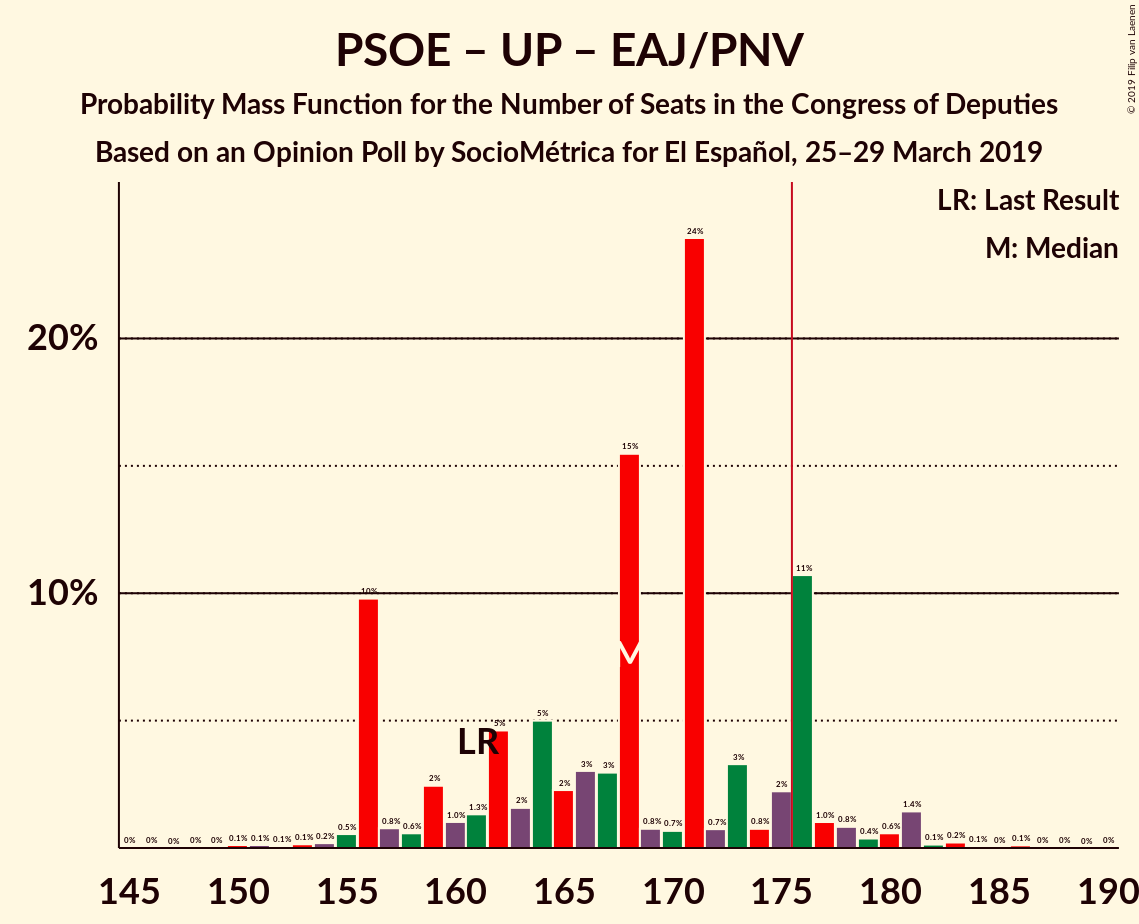 PSOE – UP – EAJ/PNV
Probability Mass Function for the Number of Seats in the Congress of Deputies
Based on an Opinion Poll by SocioMétrica for El Español, 25–29 March 2019
© 2019 Filip van Laenen
LR: Last Result
M: Median
20%
10%
0% 0% 0% 0% 0% 0.1% 0.1% 0.1% 0.1% 0.2% 0.5% 10% 0.8% 0.6% 2% 1.0% 1.3% 5% 2% 5% 2% 3% 3% 15% 0.8% 0.7% 24% 0.7% 3% 0.8% 2% 11% 1.0% 0.8% 0.4% 0.6% 1.4% 0.1% 0.2% 0.1% 0% 0.1% 0% 0% 0% 0%
LR
M
145 150 155 160 165 170 175 180 185 190